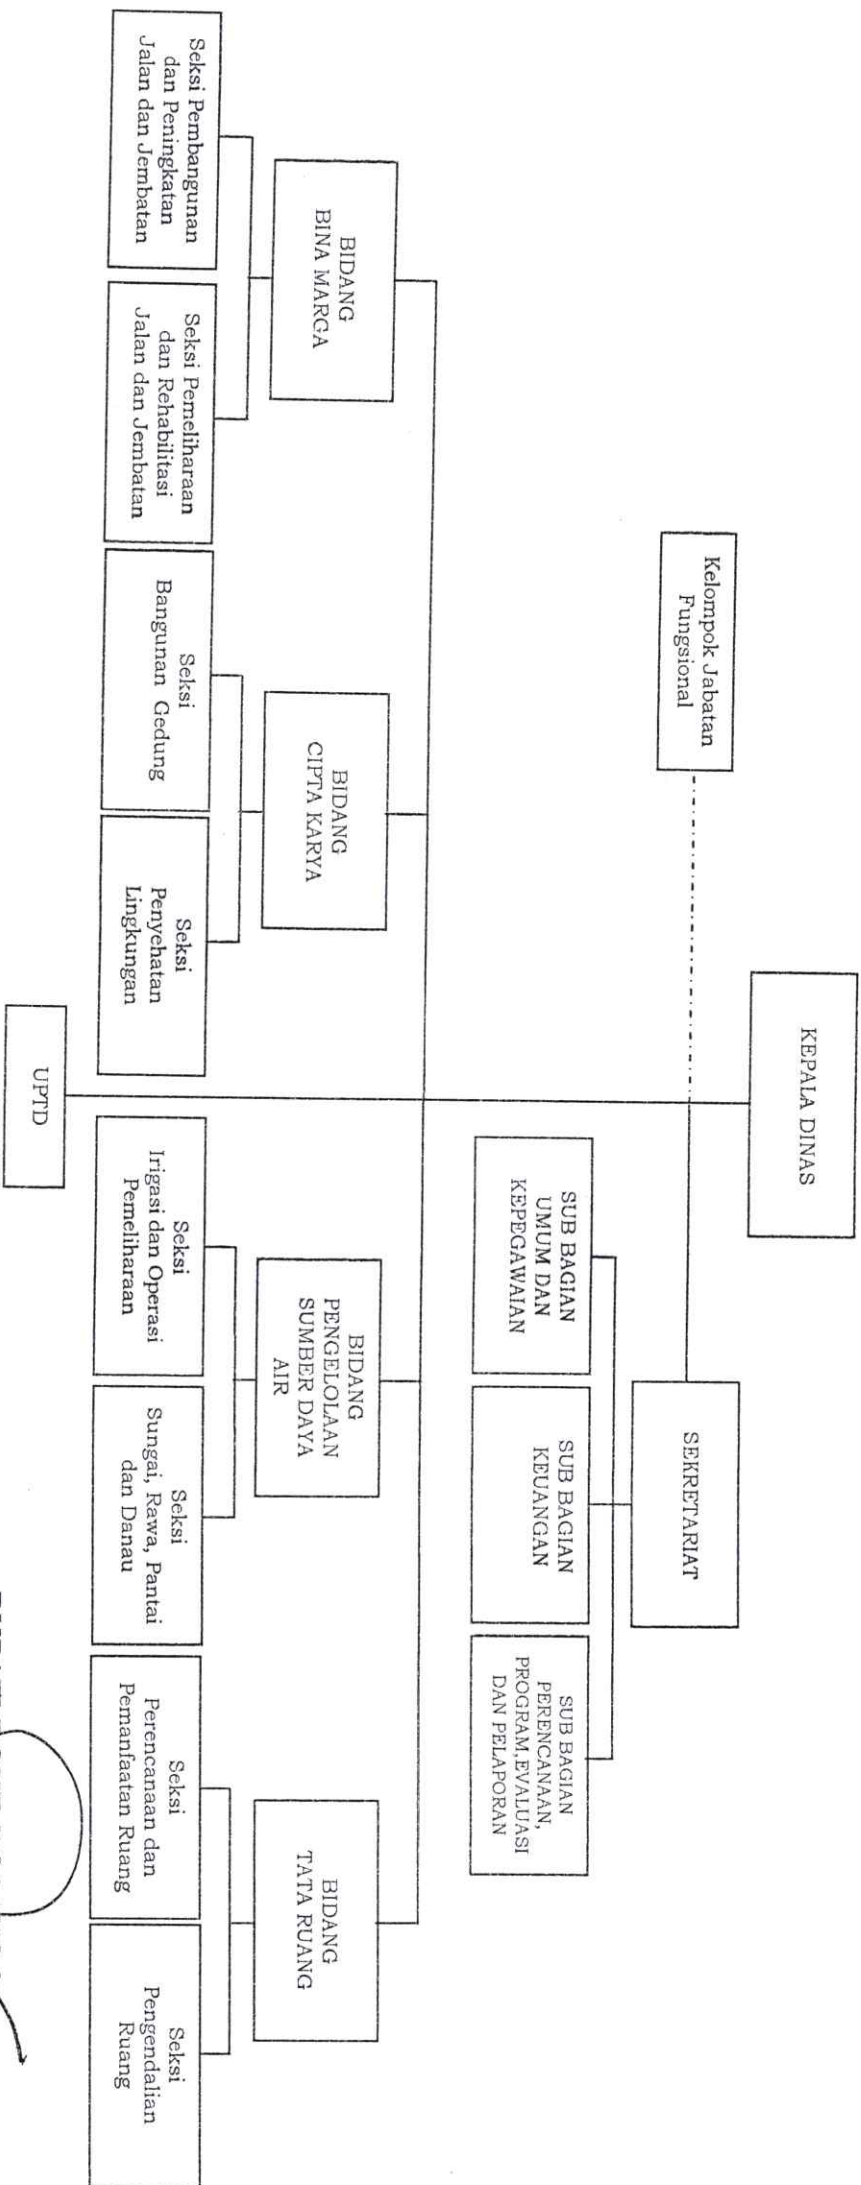 KEPALA DINAS
Kelompok Jabatan
Fungsional
SEKRETARIAT
SUB BAGIAN
UMUM DAN
KEPEGAWAIAN
SUB BAGIAN
KEUANGAN
SUB BAGIAN
PERENCANAAN,
PROGRAM,EVALUASI
DAN PELAPORAN
BIDANG
BINA MARGA
BIDANG
CIPTA KARYA
BIDANG
PENGELOLAAN
SUMBER DAYA
AIR
BIDANG
TATA RUANG
Seksi Pembangunan
dan Peningkatan
Jalan dan Jembatan
Seksi Pemeliharaan
dan Rehabilitasi
Jalan dan Jembatan
Seksi
Bangunan Gedung
Seksi
Penyehatan
Lingkungan
Seksi
Irigasi dan Operasi
Pemeliharaan
Seksi
Sungai, Rawa, Pantai
dan Danau
Seksi
Perencanaan dan
Pemanfaatan Ruang
Seksi
Pengendalian
Ruang
UPTD